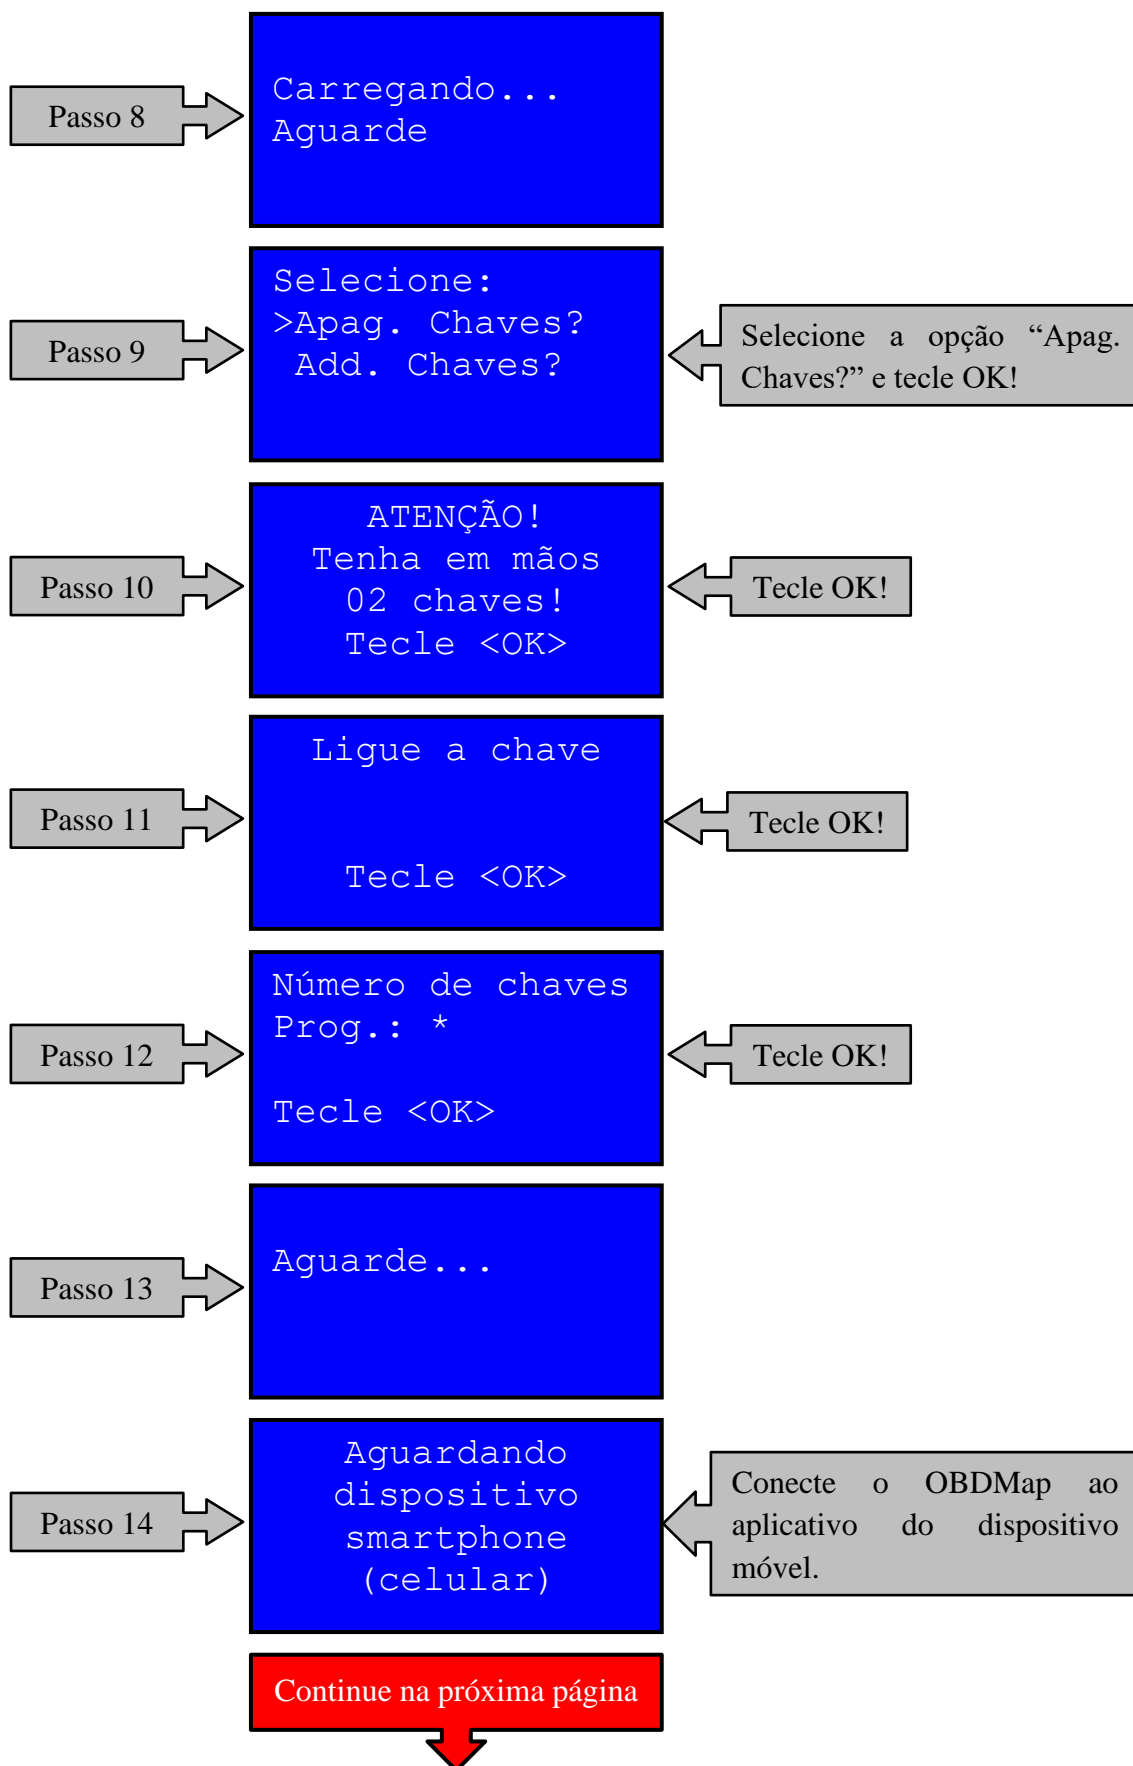 Passo 8
Carregando...
Aguarde
Passo 9
Selecione:
>Apag. Chaves?
Add. Chaves?
Selecione a opção “Apag.
Chaves?” e tecle OK!
Passo 10
ATENÇÃO!
Tenha em mãos
02 chaves!
Tecle <OK>
Tecle OK!
Passo 11
Ligue a chave
Tecle <OK>
Tecle OK!
Passo 12
Número de chaves
Prog.: *
Tecle <OK>
Tecle OK!
Passo 13
Aguarde...
Passo 14
Aguardando
dispositivo
smartphone
(celular)
Conecte o OBDMap ao
aplicativo do dispositivo
móvel.
Continue na próxima página